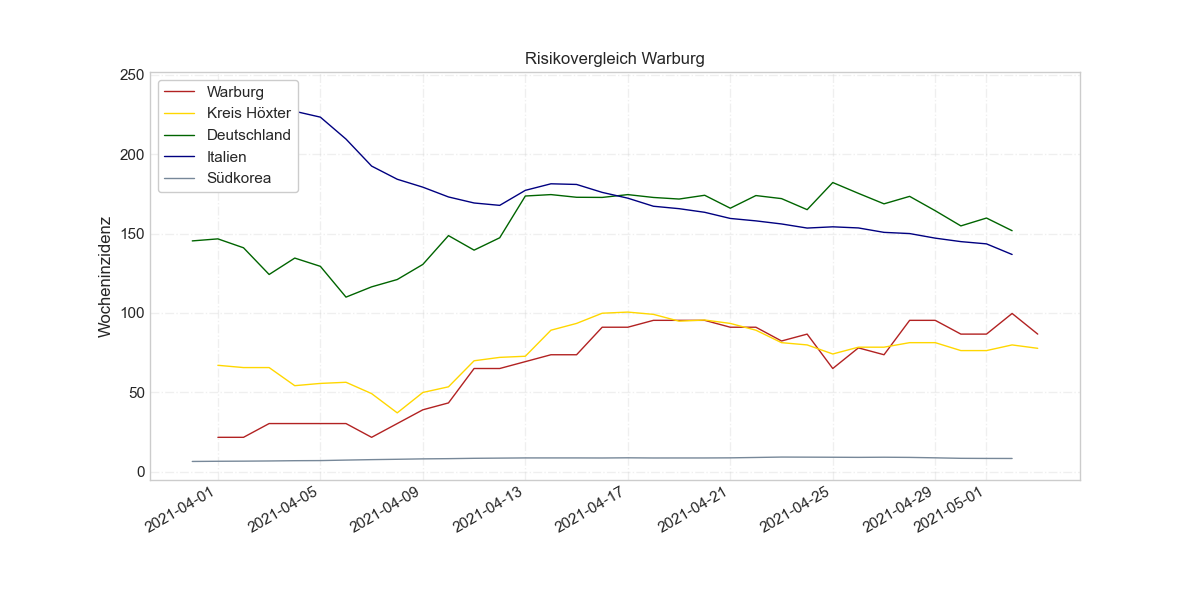 Risikovergleich Warburg
Wocheninzidenz
250
200
150
100
50
0
Warburg
Kreis Höxter
Deutschland
Italien
Südkorea
2021-04-01
2021-04-05
2021-04-09
2021-04-13
2021-04-17
2021-04-21
2021-04-25
2021-04-29
2021-05-01